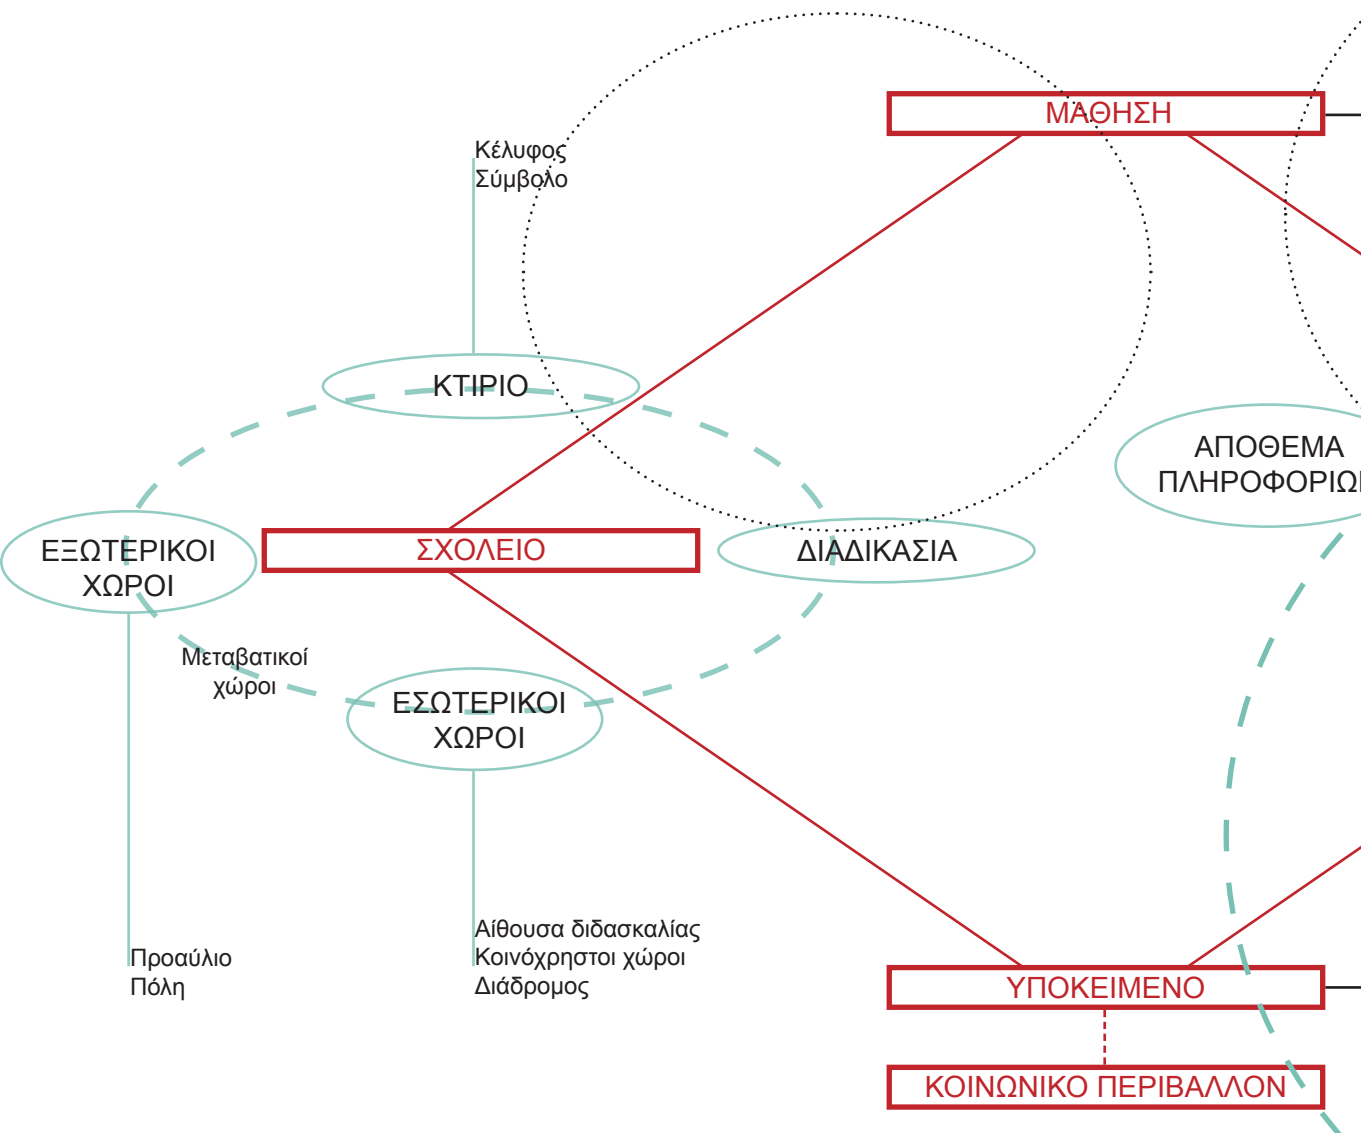 ΜΑΘΗΣΗ
Κέλυφος
Σύμβολο
ΚΤΙΡΙΟ
ΑΠΟΘΕΜΑ
ΕΞΩΤΕΡΙΚΟΙ
ΧΩΡΟΙ
ΣΧΟΛΕΙΟ
ΔΙΑΔΙΚΑΣΙΑ
Μεταβατικοί
χώροι
ΕΣΩΤΕΡΙΚΟΙ
ΧΩΡΟΙ
Προαύλιο
Πόλη
Αίθουσα διδασκαλίας
Κοινόχρηστοι χώροι
Διάδρομος
ΥΠΟΚΕΙΜΕΝΟ
ΚΟΙΝΩΝΙΚΟ ΠΕΡΙΒΑΛΛΟΝ